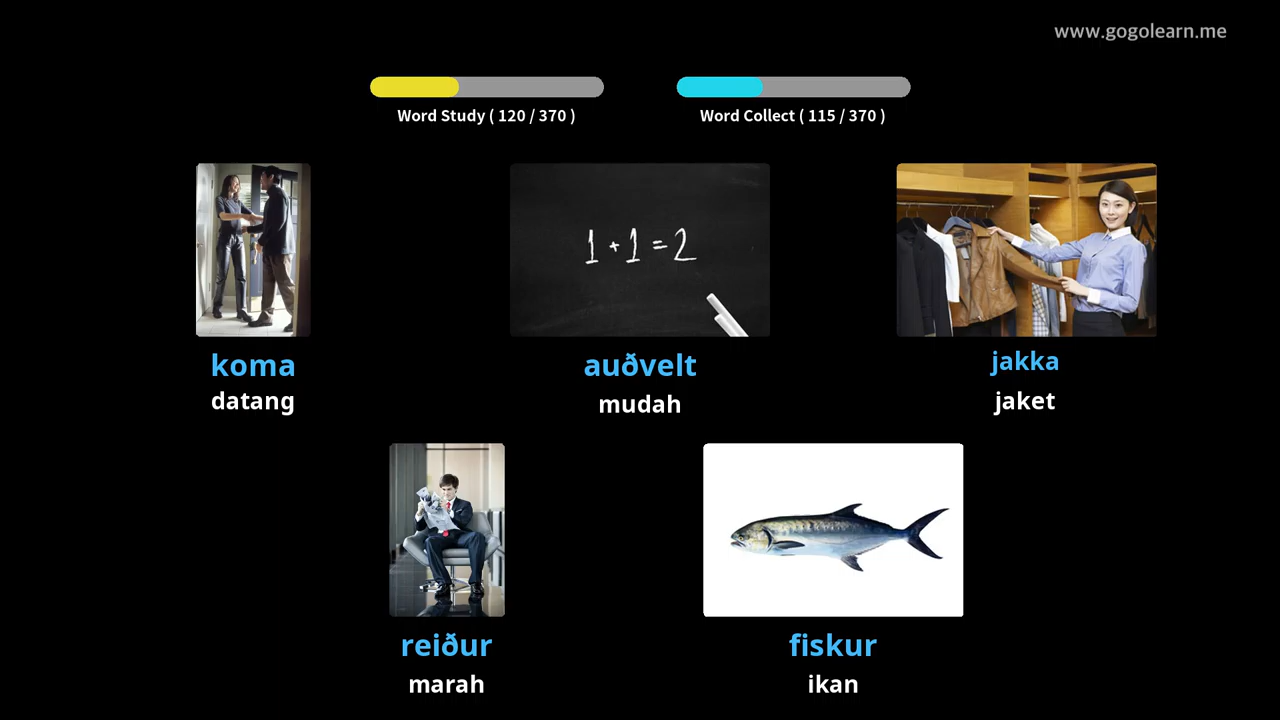 www.gogolearn.me
Word Study ( 120 / 370 )
Word Collect ( 115 / 370 )
1 + 1 = 2
koma
datang
auðvelt
mudah
jakka
jaket
reiður
marah
fiskur
ikan